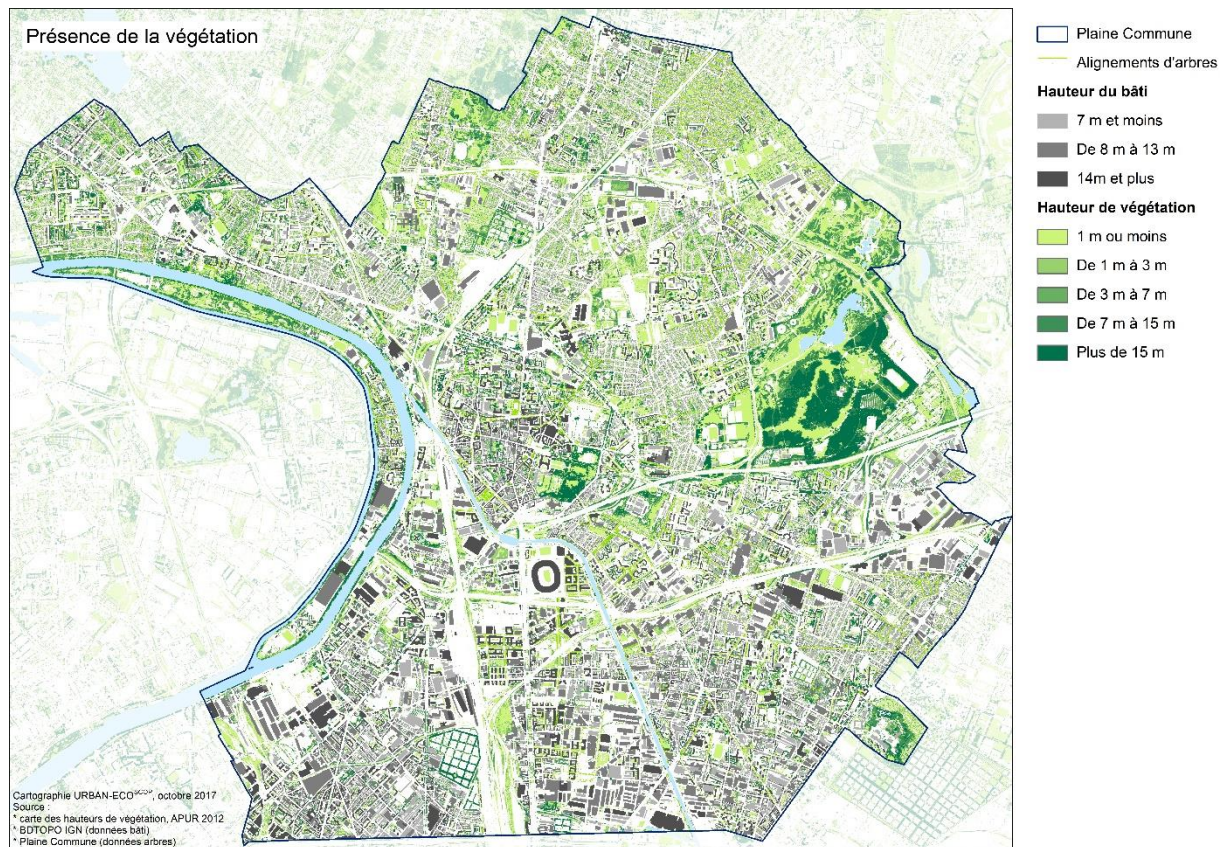 Présence de la végétation
Plaine Commune
Alignements d'arbres
Hauteur du bâti
7 m et moins
De 8 m à 13 m
14m et plus
Hauteur de végétation
1 m ou moins
De 1 m à 3 m
De 3 m à 7 m
De 7 m à 15 m
Plus de 15 m
Cartographie URBAN-ECOSCOP, octobre 2017
Source :
* carte des hauteurs de végétation, APUR 2012
* BDTOPO IGN (données bâti)
* Plaine Commune (données arbres)